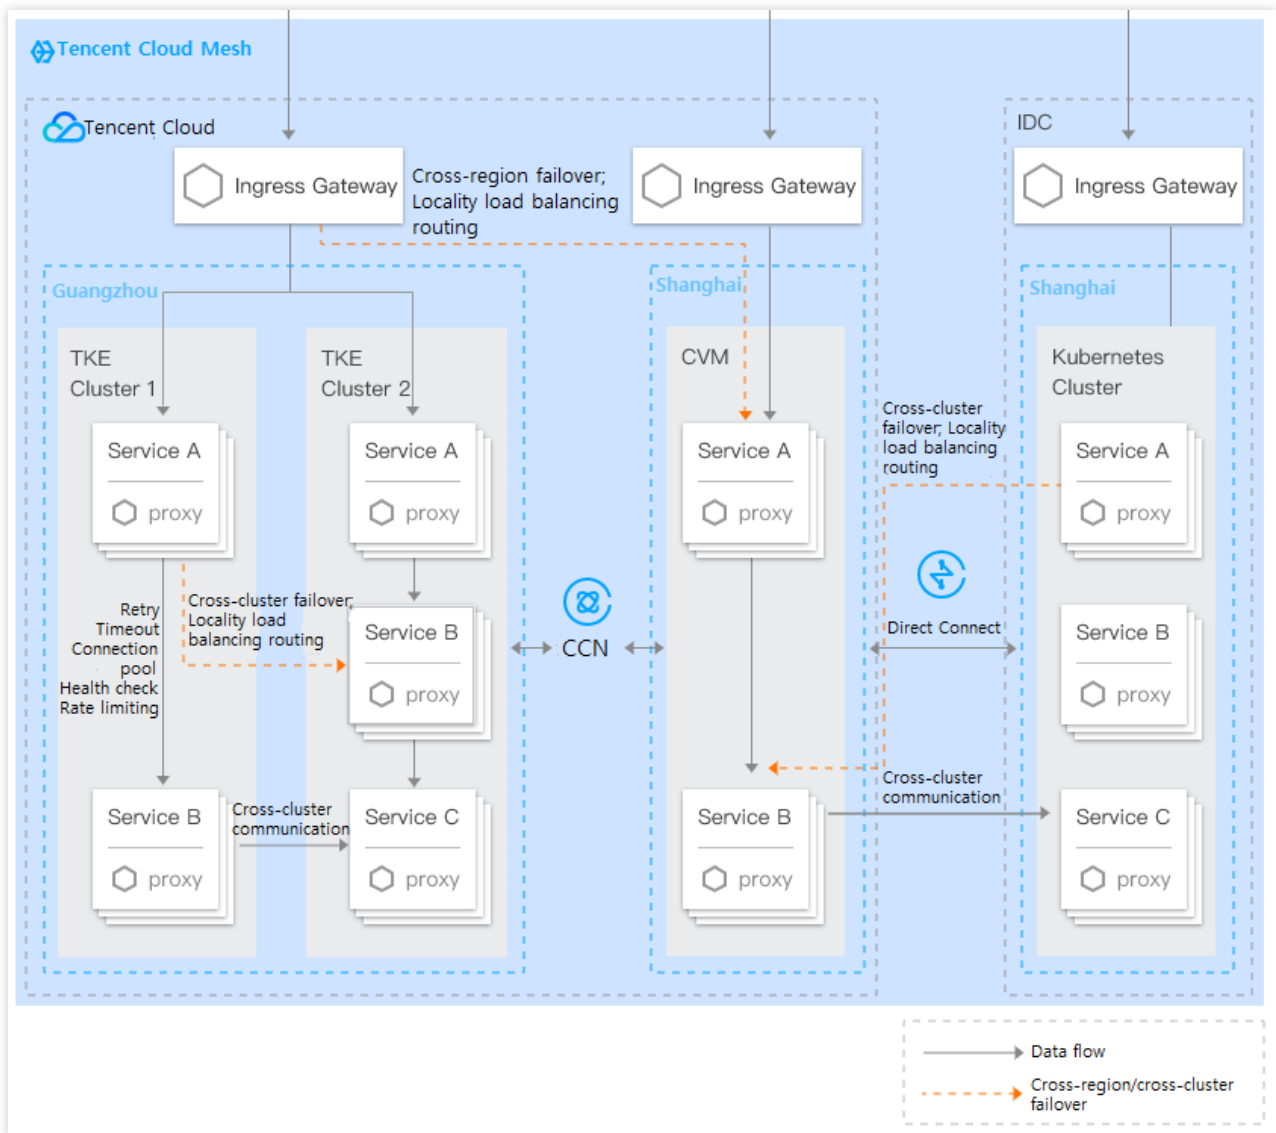 Tencent Cloud Mesh
Tencent Cloud
IDC
Ingress Gateway
Cross-region failover;
Locality load balancing
routing
Ingress Gateway
Ingress Gateway
Guangzhou
Shanghai
Shanghai
TKE
Cluster 1
TKE
Cluster 2
CVM
Kubernetes
Cluster
Cross-cluster
failover; Locality
load balancing
routing
Service A
proxy
Service A
proxy
Service A
proxy
Service A
proxy
Retry
Timeout
Connection
pool
Health check
Rate limiting
Cross-cluster failover;
Locality load
balancing routing
Service B
proxy
CCN
Direct Connect
Service B
proxy
Service B
proxy
Cross-cluster
communication
Service C
proxy
Service B
proxy
Cross-cluster
communication
Service C
proxy
Data flow
Cross-region/cross-cluster
failover